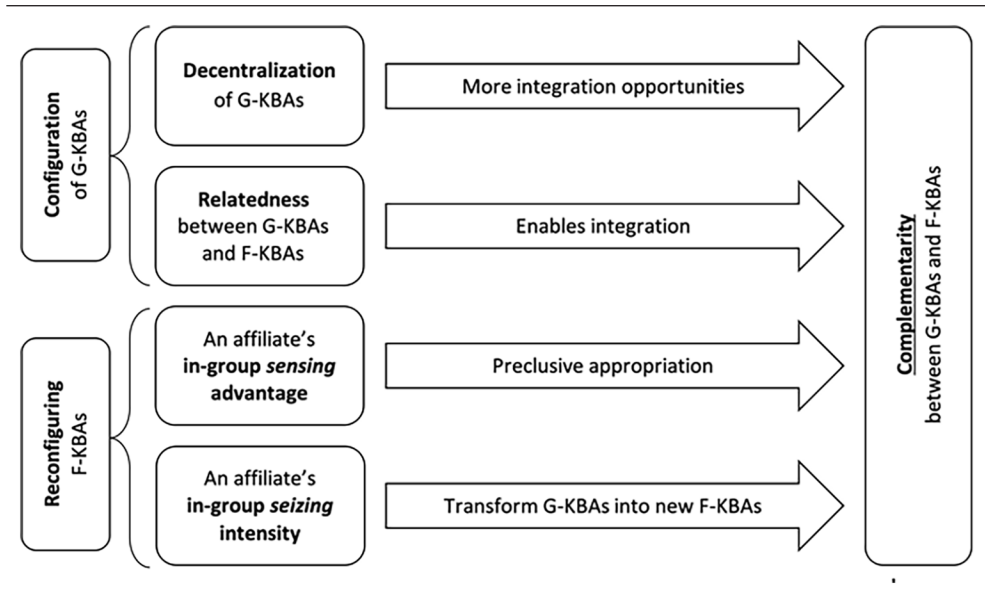 Configuration
of G-KBAs
Decentralization
of G-KBAs
More integration opportunities
Relatedness
between G-KBAs
and F-KBAs
Enables integration
Reconfiguring
F-KBAs
An affiliate’s
in-group sensing
advantage
Preclusive appropriation
An affiliate’s
in-group seizing
intensity
Transform G-KBAs into new F-KBAs
Complementarity
between G-KBAs and F-KBAs